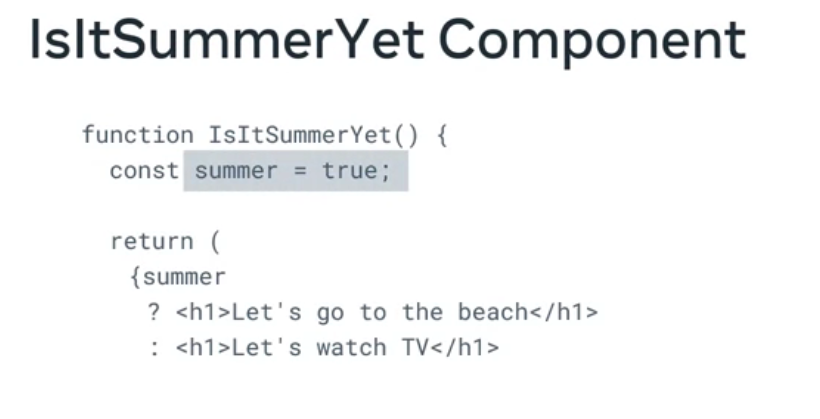 IsItSummerYet Component
function IsItSummerYet() {
const summer = true;
return (
{summer
? <h1>Let's go to the beach</h1>
: <h1>Let's watch TV</h1>